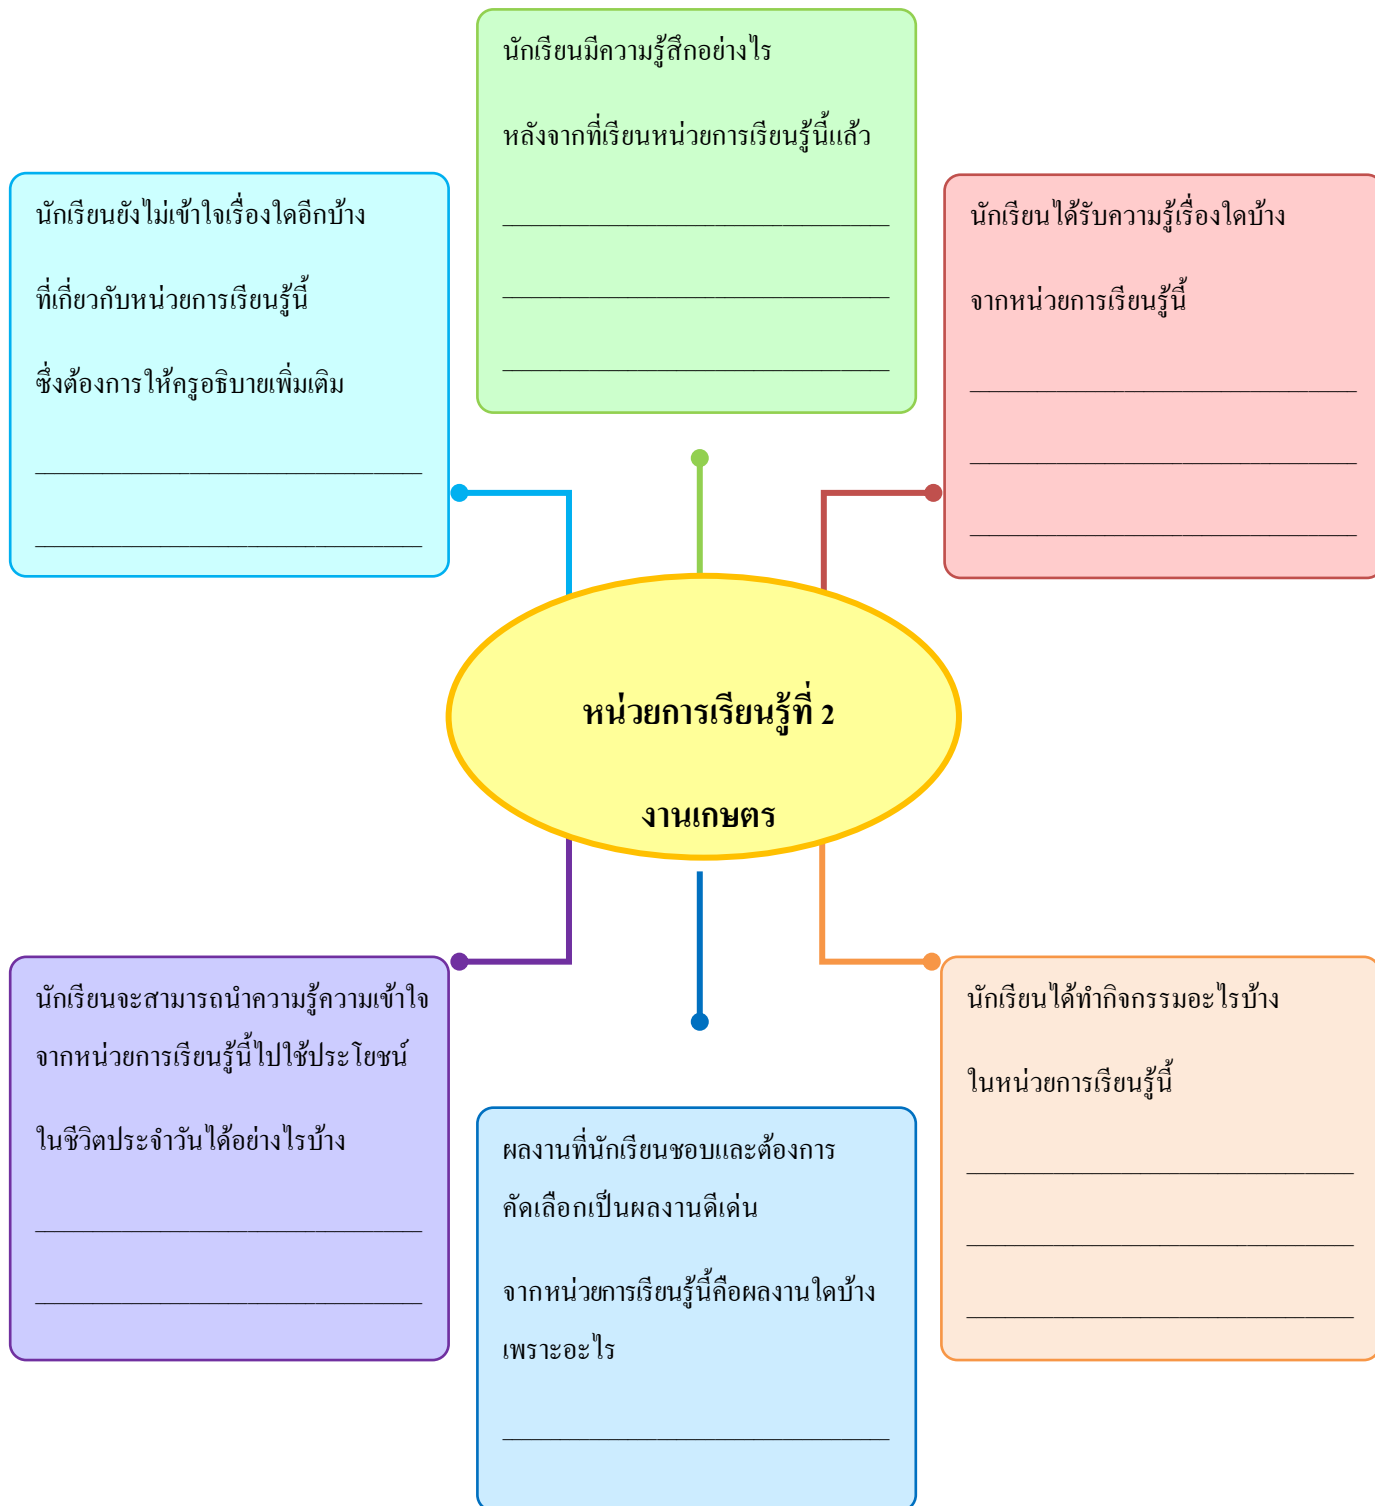 นักเรียนมีความรู้สึกอย่างไร
หลังจากที่เรียนหน่วยการเรียนรู้นี้แล้ว
นักเรียนยังไม่เข้าใจเรื่องใดอีกบ้าง
ที่เกี่ยวกับหน่วยการเรียนรู้นี้
ซึ่งต้องการให้ครูอธิบายเพิ่มเติม
นักเรียนได้รับความรู้เรื่องใดบ้าง
จากหน่วยการเรียนรู้นี้
หน่วยการเรียนรู้ที่ 2
งานเกษตร
นักเรียนจะสามารถนำความรู้ความเข้าใจ
จากหน่วยการเรียนรู้นี้ไปใช้ประโยชน์
ในชีวิตประจำวันได้อย่างไรบ้าง
ผลงานที่นักเรียนชอบและต้องการ
คัดเลือกเป็นผลงานดีเด่น
จากหน่วยการเรียนรู้นี้คือผลงานใดบ้าง
เพราะอะไร
นักเรียนได้ทำกิจกรรมอะไรบ้าง
ในหน่วยการเรียนรู้นี้